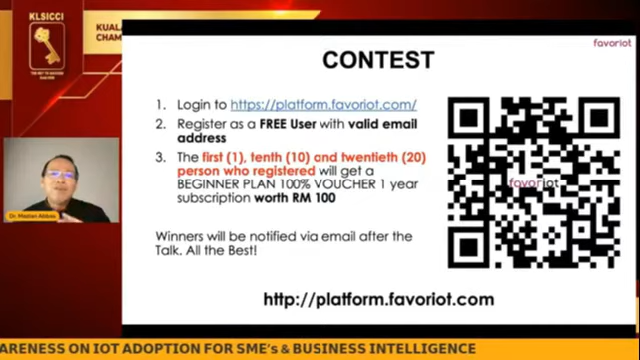 KLSICCI
KUALA
CHAM
favoriot
CONTEST
1. Login to https://platform.favoriot.com/
2. Register as a FREE User with valid email
address
3. The first (1), tenth (10) and twentieth (20)
person who registered will get a
BEGINNER PLAN 100% VOUCHER 1 year
subscription worth RM 100
favoriot
Winners will be notified via email after the
Talk. All the Best!
Dr. Mazlan Abbas
http://platform.favoriot.com
ARENESS ON IOT ADOPTION FOR SME's & BUSINESS INTELLIGENCE